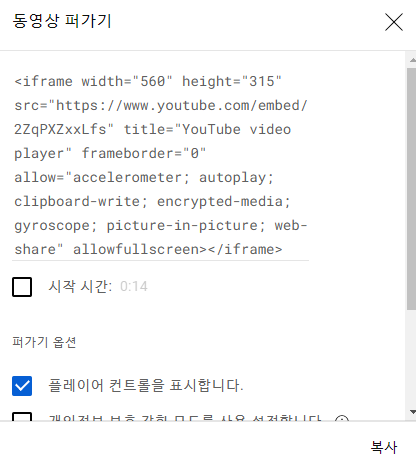 동영상 퍼가기
<iframe width="560" height="315"
src="https://www.youtube.com/embed/
2ZqPXZxxLfs" title="YouTube video
player" frameborder="0"
allow="accelerometer; autoplay;
clipboard-write; encrypted-media;
gyroscope; picture-in-picture; web-
share" allowfullscreen></iframe>
시작 시간: 0:14
퍼가기 옵션
플레이어 컨트롤을 표시합니다.
개인정보 보호 강화 모드를 사용 설정합니다.
복사